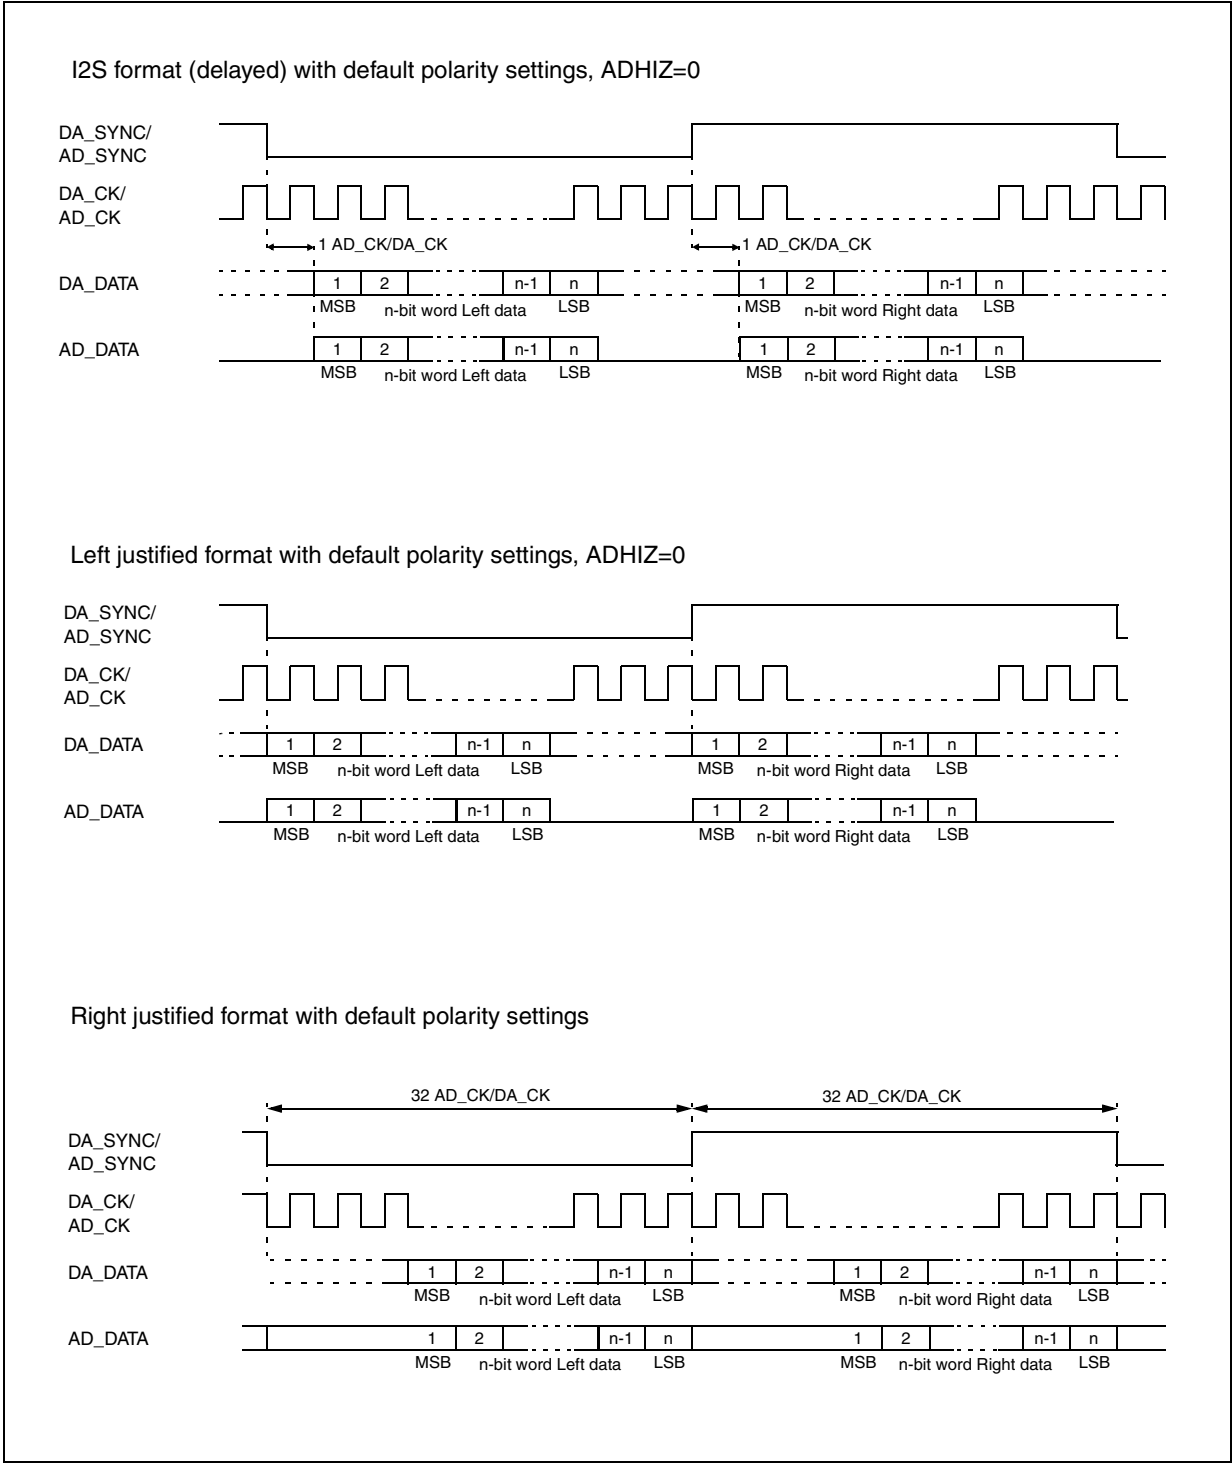 I2S format (delayed) with default polarity settings, ADHIZ=0
DA_SYNC/
AD_SYNC
DA_CK/
AD_CK
1 AD_CK/DA_CK 1 AD_CK/DA_CK
DA_DATA 1 2 n-1 n 1 2 n-1 n
MSB n-bit word Left data LSB MSB n-bit word Right data LSB
AD_DATA 1 2 n-1 n 1 2 n-1 n
MSB n-bit word Left data LSB MSB n-bit word Right data LSB
Left justified format with default polarity settings, ADHIZ=0
DA_SYNC/
AD_SYNC
DA_CK/
AD_CK
DA_DATA 1 2 n-1 n 1 2 n-1 n
MSB n-bit word Left data LSB MSB n-bit word Right data LSB
AD_DATA 1 2 n-1 n 1 2 n-1 n
MSB n-bit word Left data LSB MSB n-bit word Right data LSB
Right justified format with default polarity settings
32 AD_CK/DA_CK 32 AD_CK/DA_CK
DA_SYNC/
AD_SYNC
DA_CK/
AD_CK
DA_DATA 1 2 n-1 n 1 2 n-1 n
MSB n-bit word Left data LSB MSB n-bit word Right data LSB
AD_DATA 1 2 n-1 n 1 2 n-1 n
MSB n-bit word Left data LSB MSB n-bit word Right data LSB